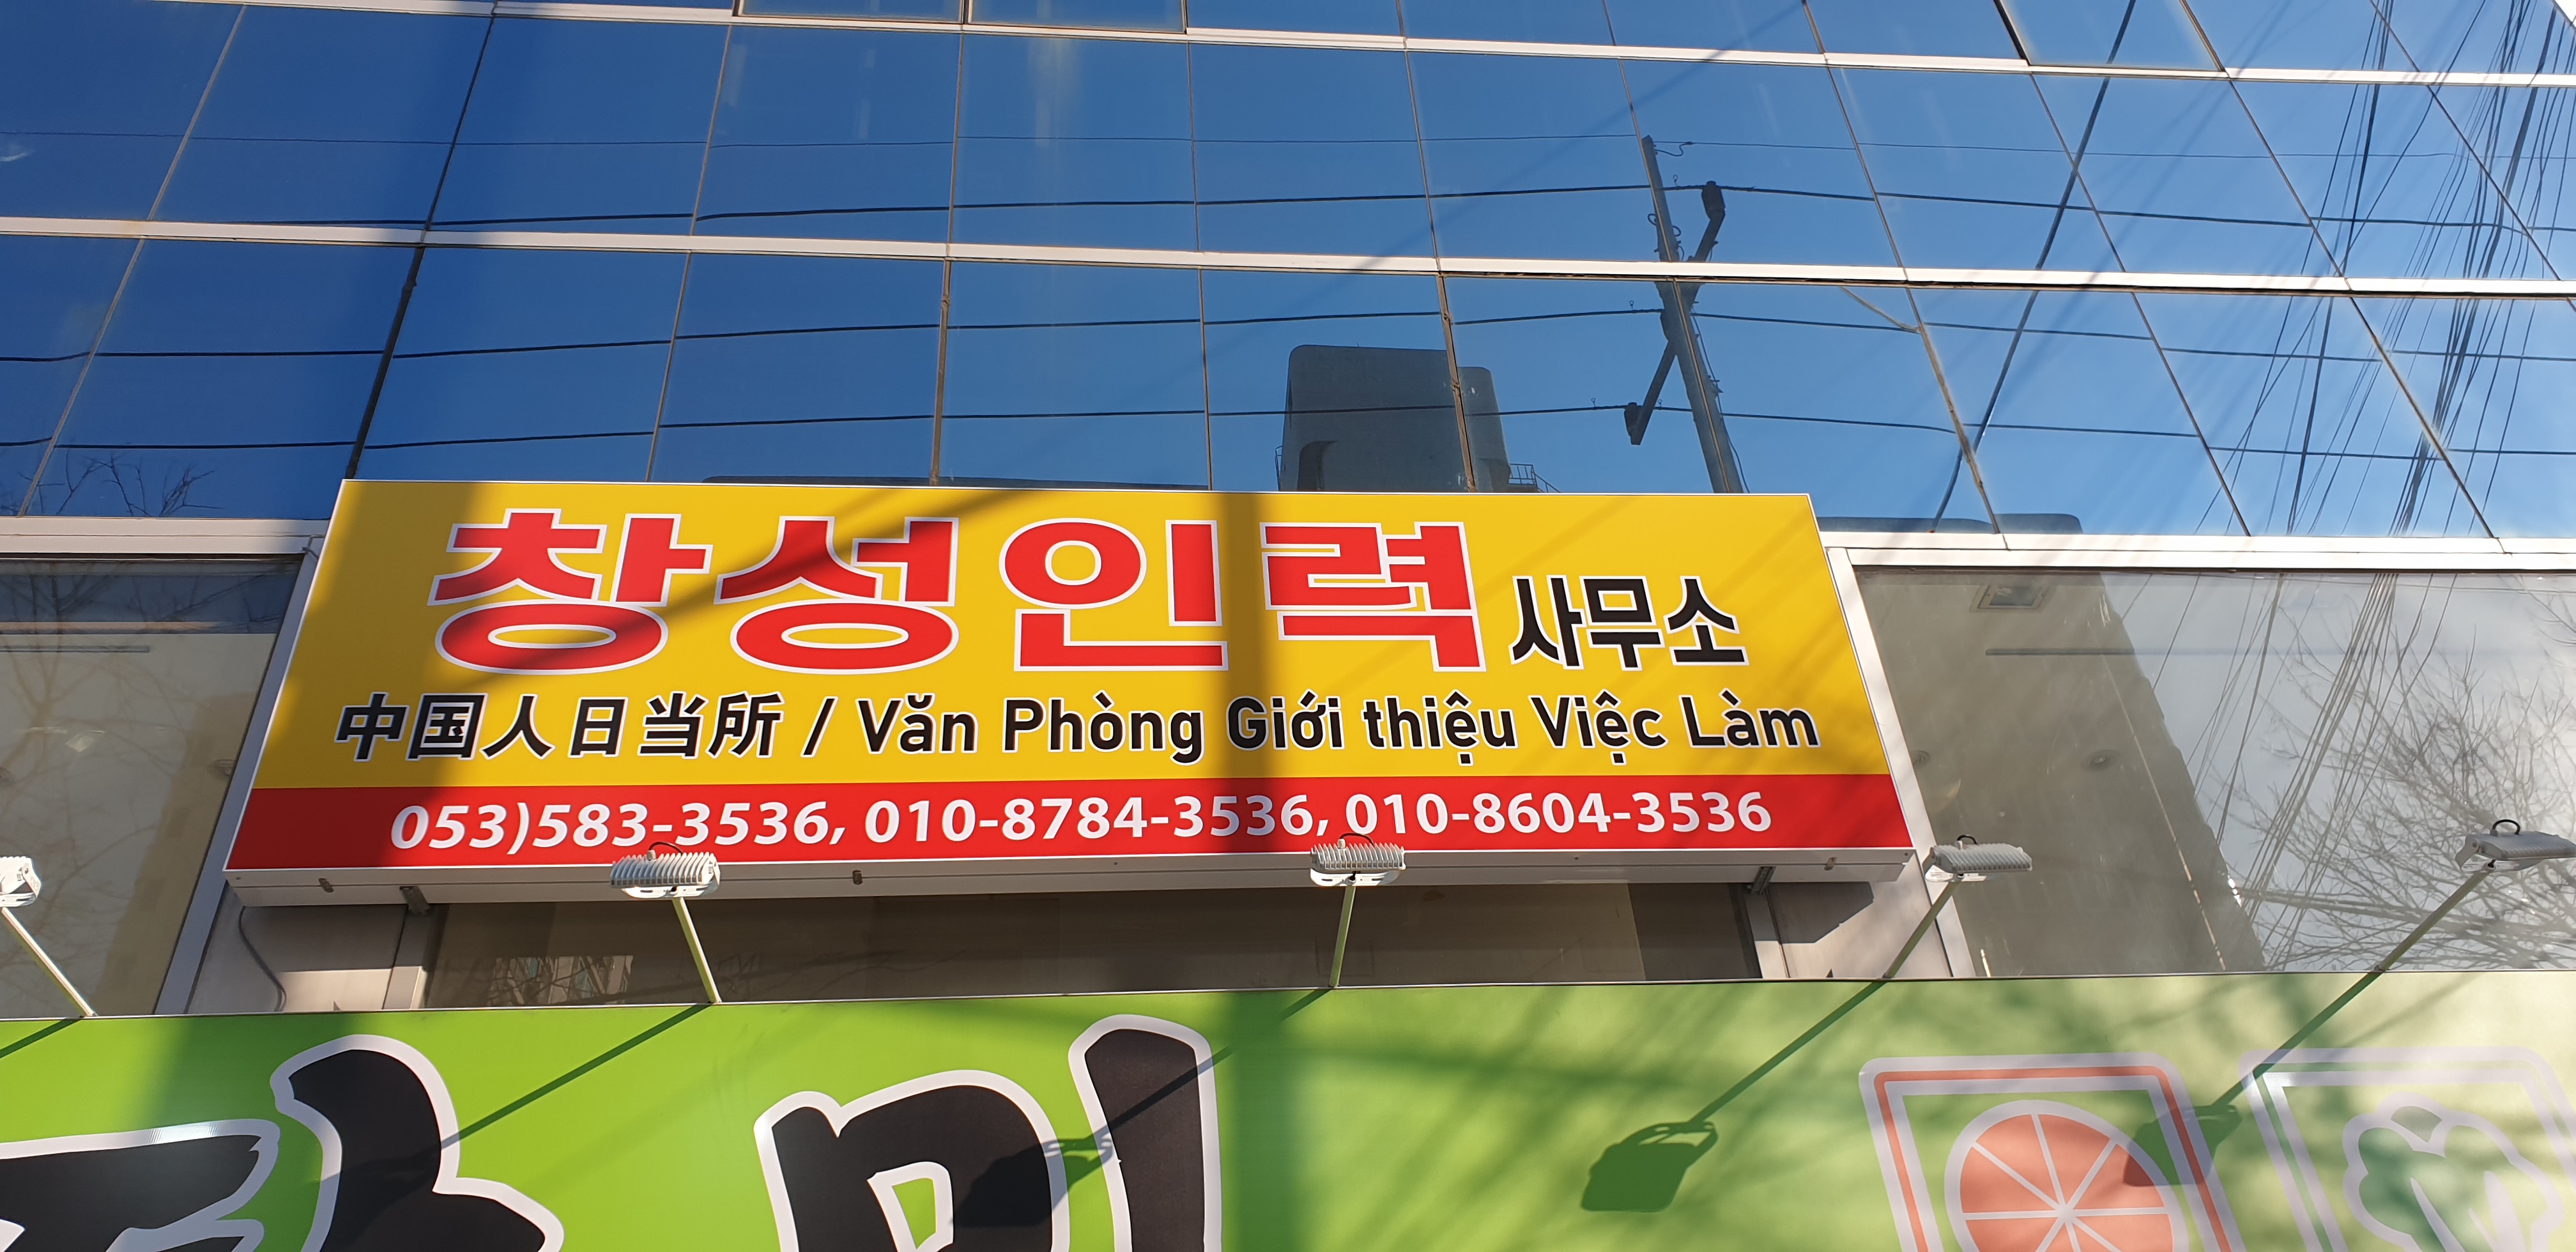 창성인력 사무소
中国人日当所 / Văn Phòng Giới thiệu Việc Làm
053)583-3536, 010-8784-3536, 010-8604-3536